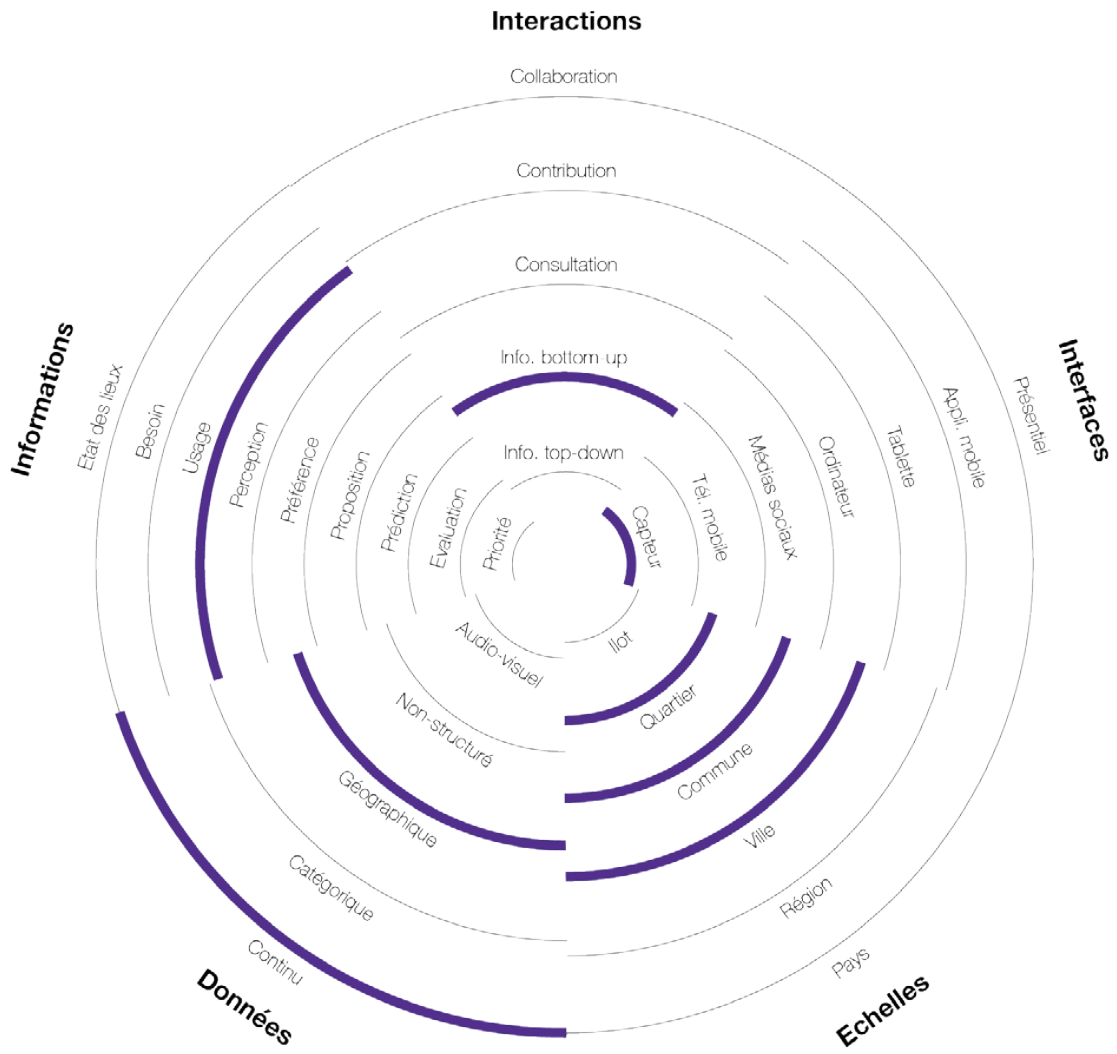 Interactions
Collaboration
Contribution
Consultation
Info. bottom-up
Info. top-down
Interfaces
Présentiel
Appli. mobile
Tablette
Ordinateur
Médias sociaux
Tél. mobile
Capteur
Echelles
Ilot
Quartier
Commune
Ville
Région
Pays
Données
Continu
Catégorique
Géographique
Non-structuré
Audio-visuel
Informations
Etat des lieux
Besoin
Usage
Perception
Préférence
Proposition
Prédiction
Evaluation
Priorité